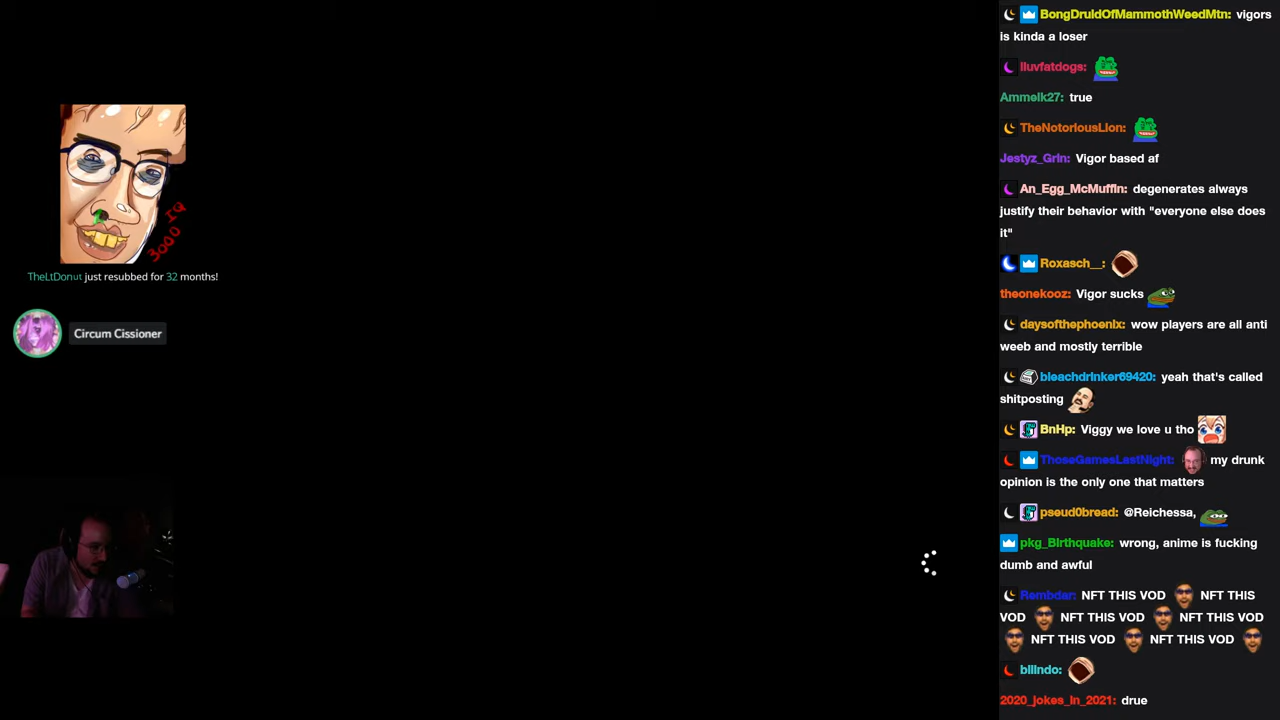 3000 IQ
TheLtDonut just resubbed for 32 months!
Circum Cissioner
BongDruidOfMammothWeedMtn: vigors
is kinda a loser
iluvfatdogs:
Ammelk27: true
TheNotoriousLion:
Jestyz_Grin: Vigor based af
An_Egg_McMuffin: degenerates always
justify their behavior with "everyone else does
it"
Roxasch__:
theonekooz: Vigor sucks
daysofthephoenix: wow players are all anti
weeb and mostly terrible
bleachdrinker69420: yeah that's called
shitposting
BnHp: Viggy we love u tho
ThoseGamesLastNight: my drunk
opinion is the only one that matters
pseud0bread: @Reichessa,
pkg_Birthquake: wrong, anime is fucking
dumb and awful
Rembdar: NFT THIS VOD NFT THIS
VOD NFT THIS VOD NFT THIS VOD
NFT THIS VOD NFT THIS VOD
bilindo:
2020_jokes_in_2021: drue